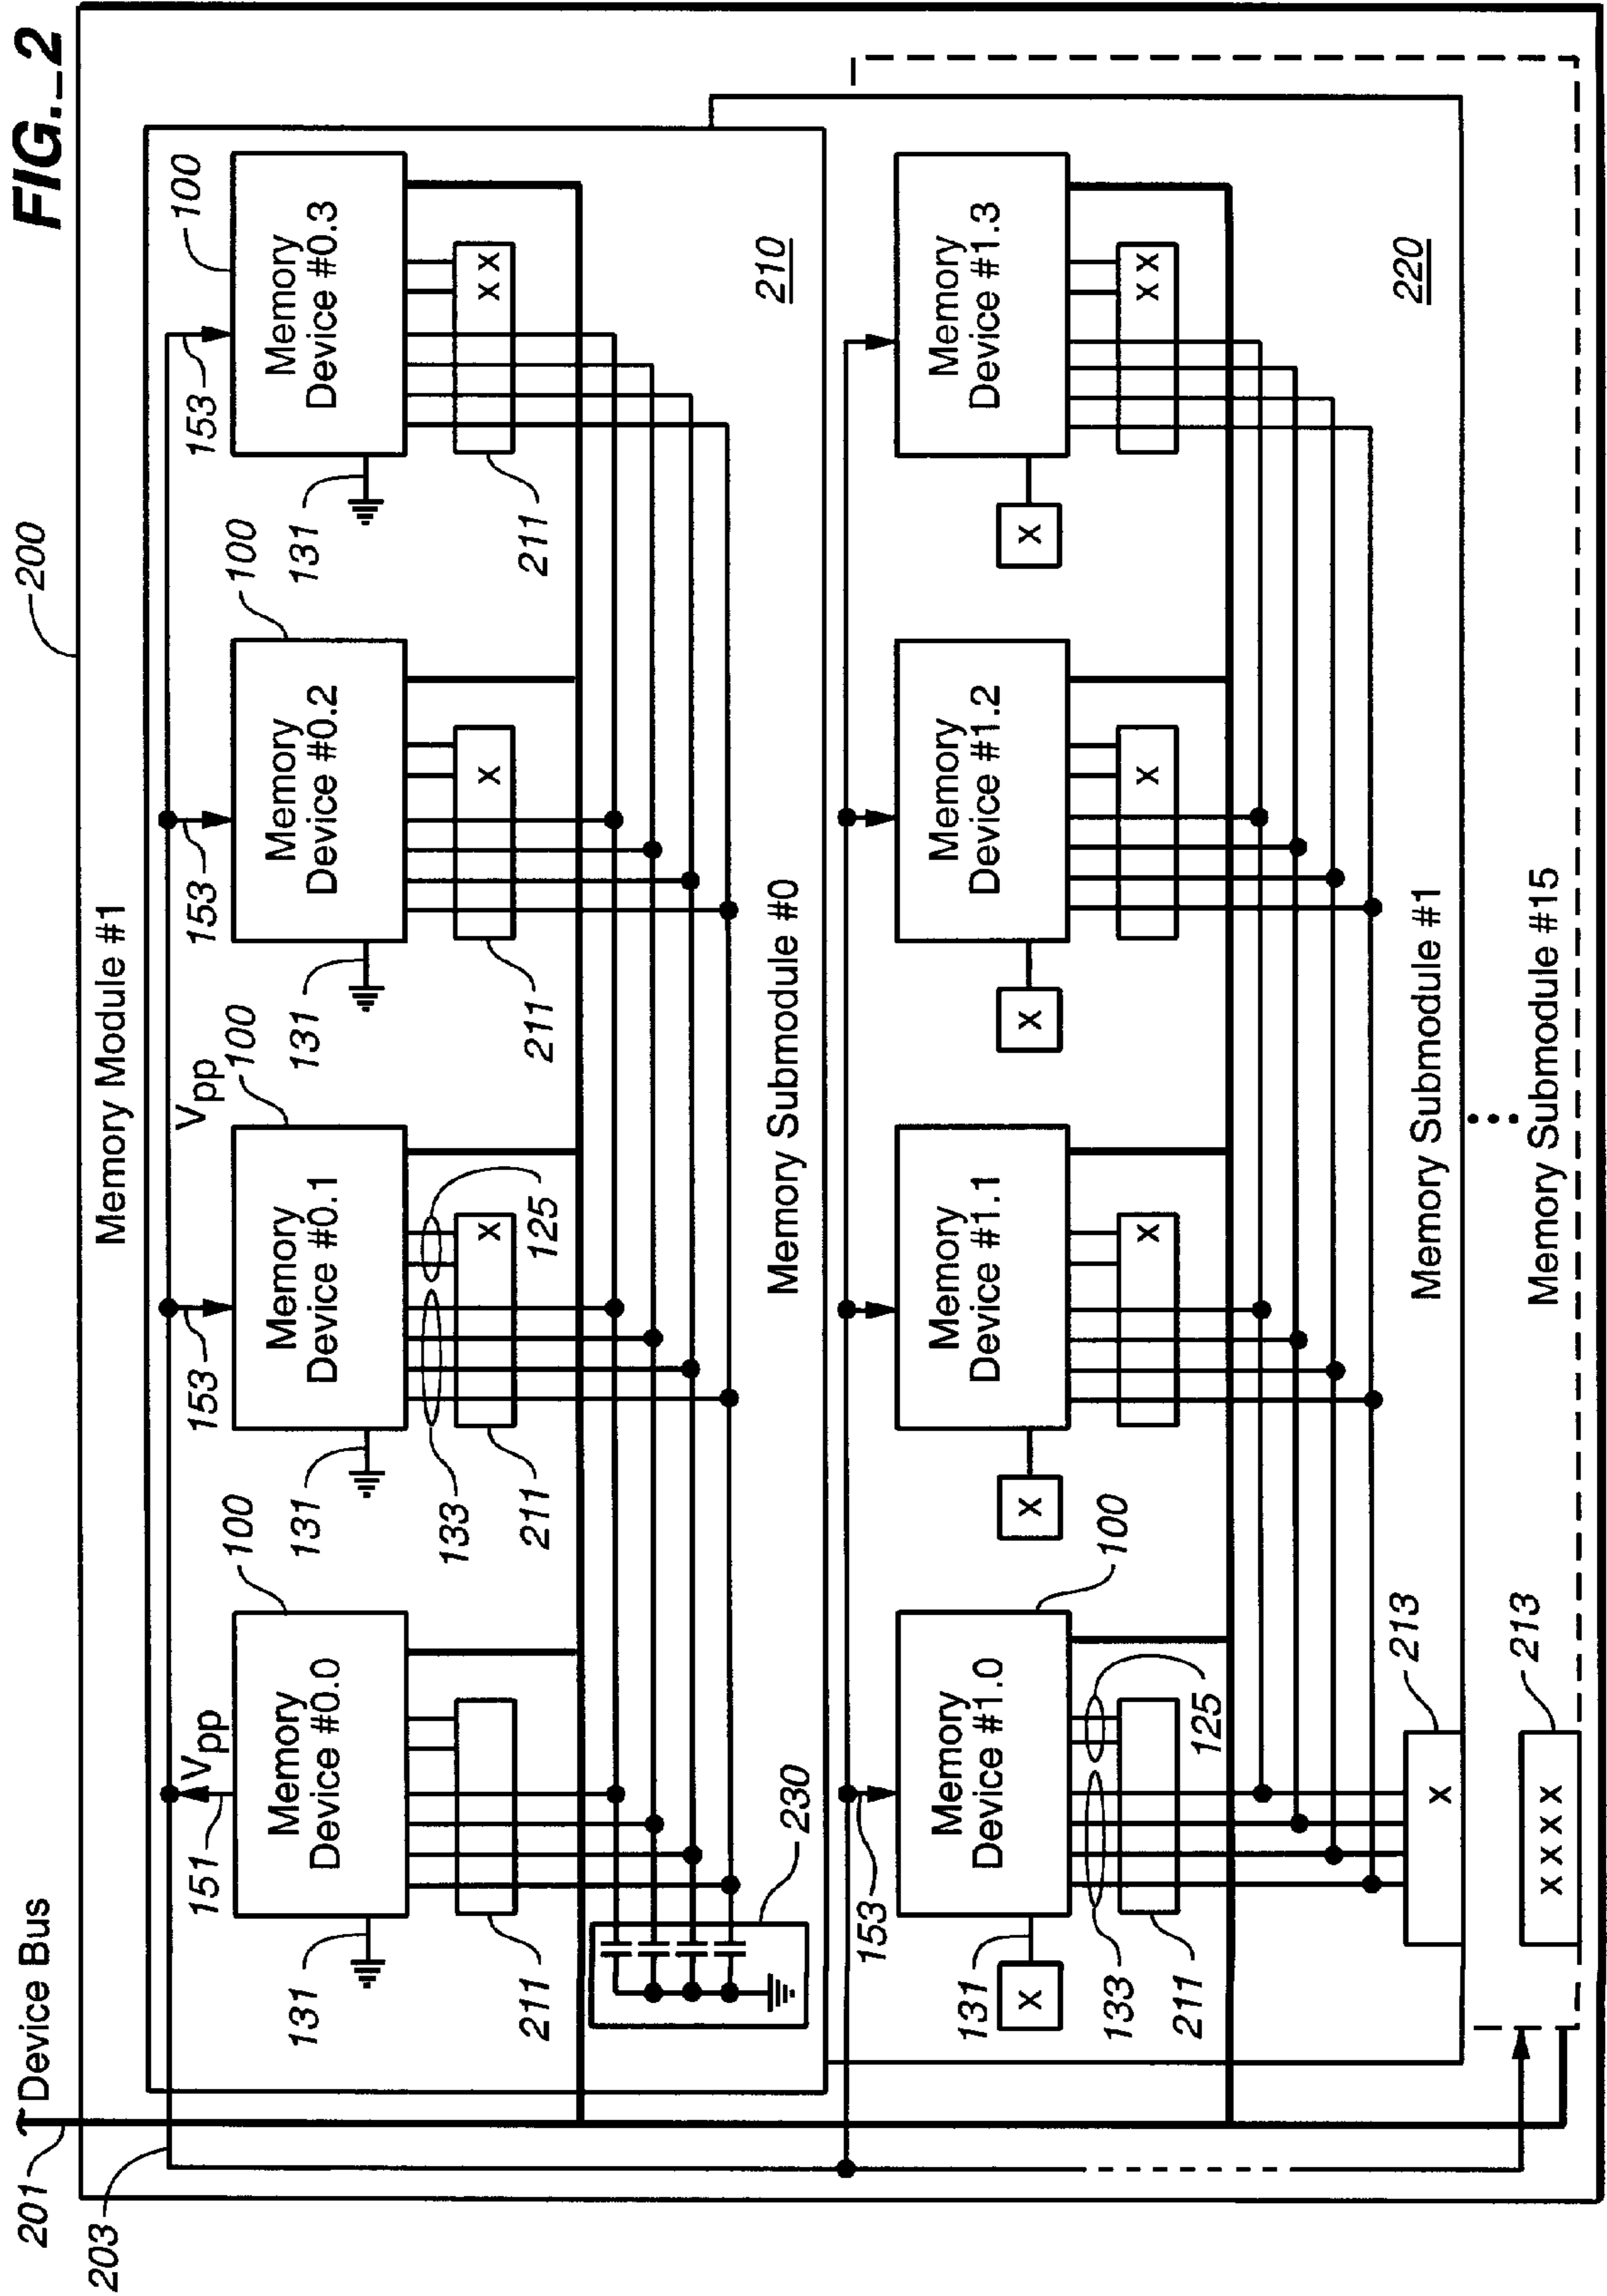 FIG._2
201
Device Bus
200
203
Memory Module #1
151
Vpp
153
Vpp
153
153
100
100
100
100
Memory
Device #0.0
Memory
Device #0.1
Memory
Device #0.2
Memory
Device #0.3
131
131
131
131
133
X
X
X X
211
211
125
211
211
230
Memory Submodule #0
210
153
Memory
Device #1.0
Memory
Device #1.1
Memory
Device #1.2
Memory
Device #1.3
131
X
X
X
X
100
133
X
X
X X
211
125
213
220
X
Memory Submodule #1
213
X X X X
Memory Submodule #15